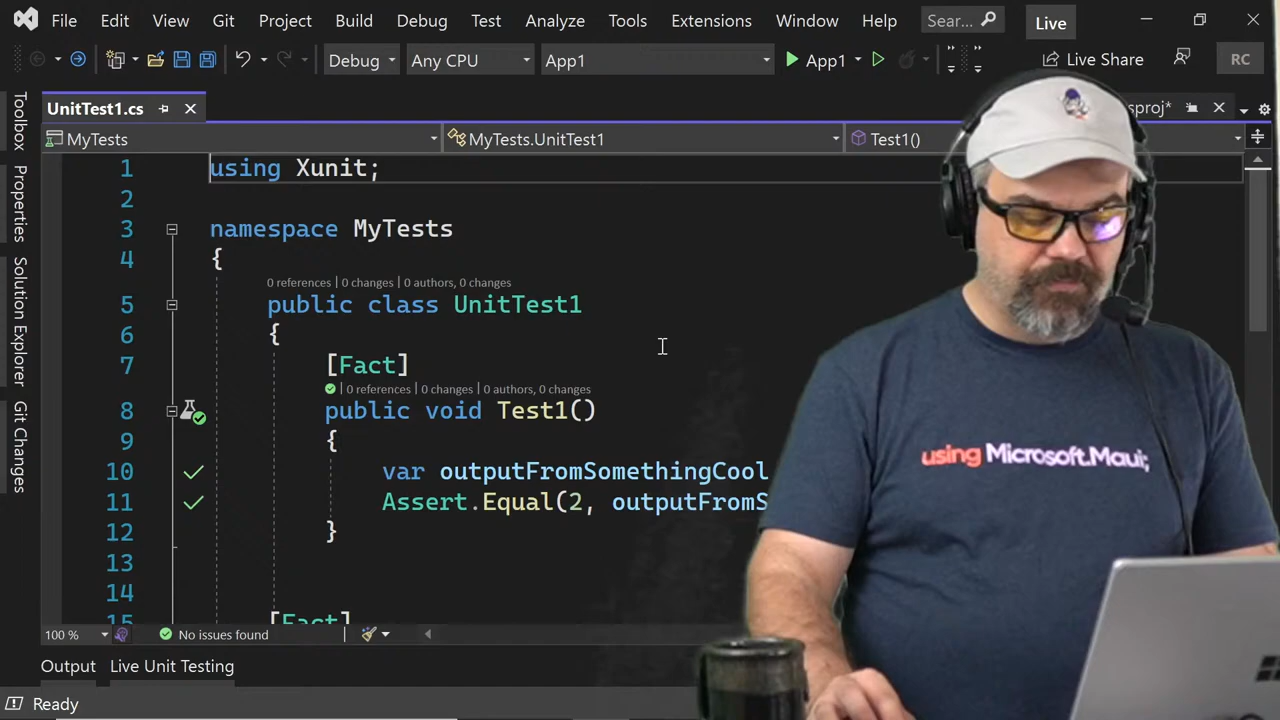 File Edit View Git Project Build Debug Test Analyze Tools Extensions Window Help Sear... Live
Debug Any CPU App1 App1 Live Share RC
UnitTest1.cs sproj*
MyTests MyTests.UnitTest1 Test1()
Toolbox
Properties
Solution Explorer
Git Changes
1 using Xunit;
2
3 namespace MyTests
4 {
0 references | 0 changes | 0 authors, 0 changes
5 public class UnitTest1
6 {
7 [Fact]
| 0 references | 0 changes | 0 authors, 0 changes
8 public void Test1()
9 {
10 var outputFromSomethingCool
11 Assert.Equal(2, outputFromS
12 }
13
14
15 [Fact]
using Microsoft.Maui;
100 % No issues found
Output Live Unit Testing
Ready